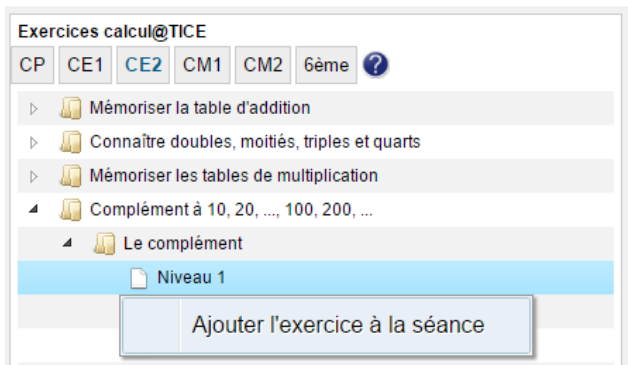 Exercices calcul@TICE
CP CE1 CE2 CM1 CM2 6ème ?
Mémoriser la table d'addition
Connaître doubles, moitiés, triples et quarts
Mémoriser les tables de multiplication
Complément à 10, 20, ..., 100, 200, ...
Le complément
Niveau 1
Ajouter l'exercice à la séance